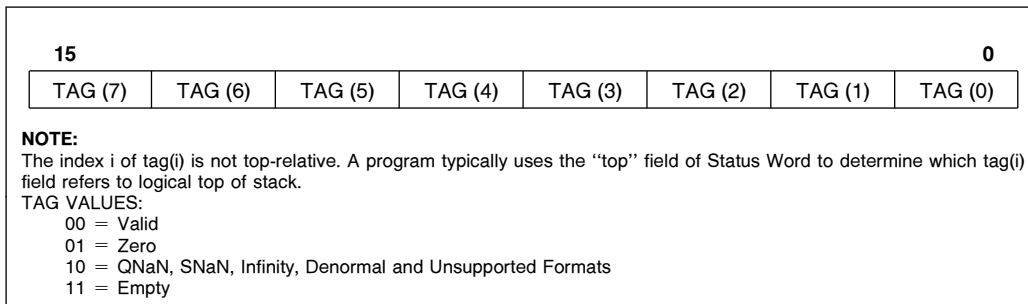 15 0
TAG (7) TAG (6) TAG (5) TAG (4) TAG (3) TAG (2) TAG (1) TAG (0)
NOTE:
The index i of tag(i) is not top-relative. A program typically uses the ‘‘top’’ field of Status Word to determine which tag(i)
field refers to logical top of stack.
TAG VALUES:
00 = Valid
01 = Zero
10 = QNaN, SNaN, Infinity, Denormal and Unsupported Formats
11 = Empty